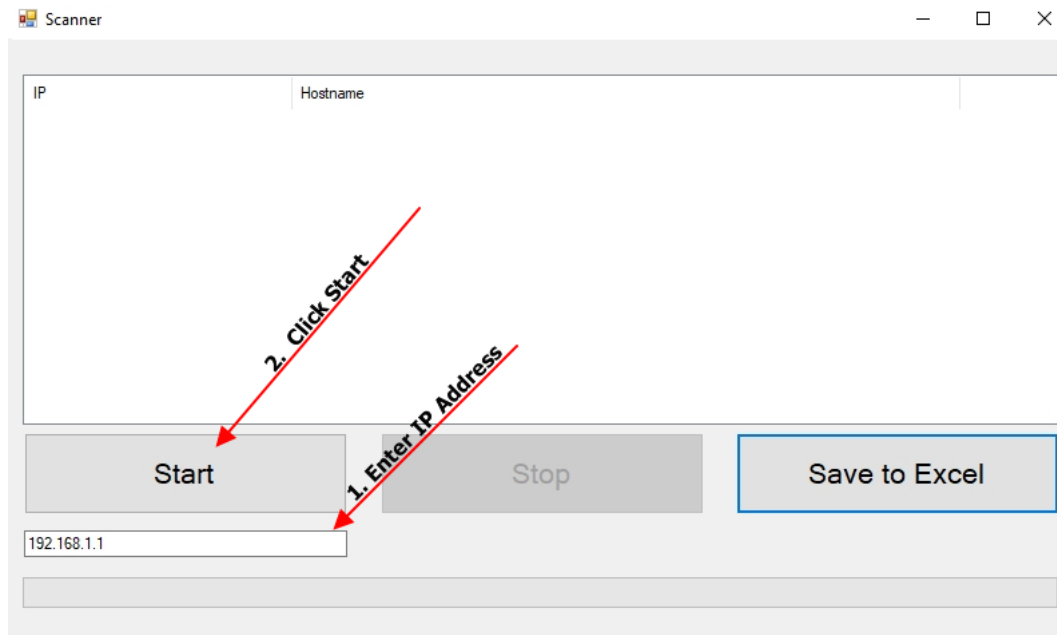 Scanner
IP Hostname
2. Click Start
1. Enter IP Address
Start Stop Save to Excel
192.168.1.1